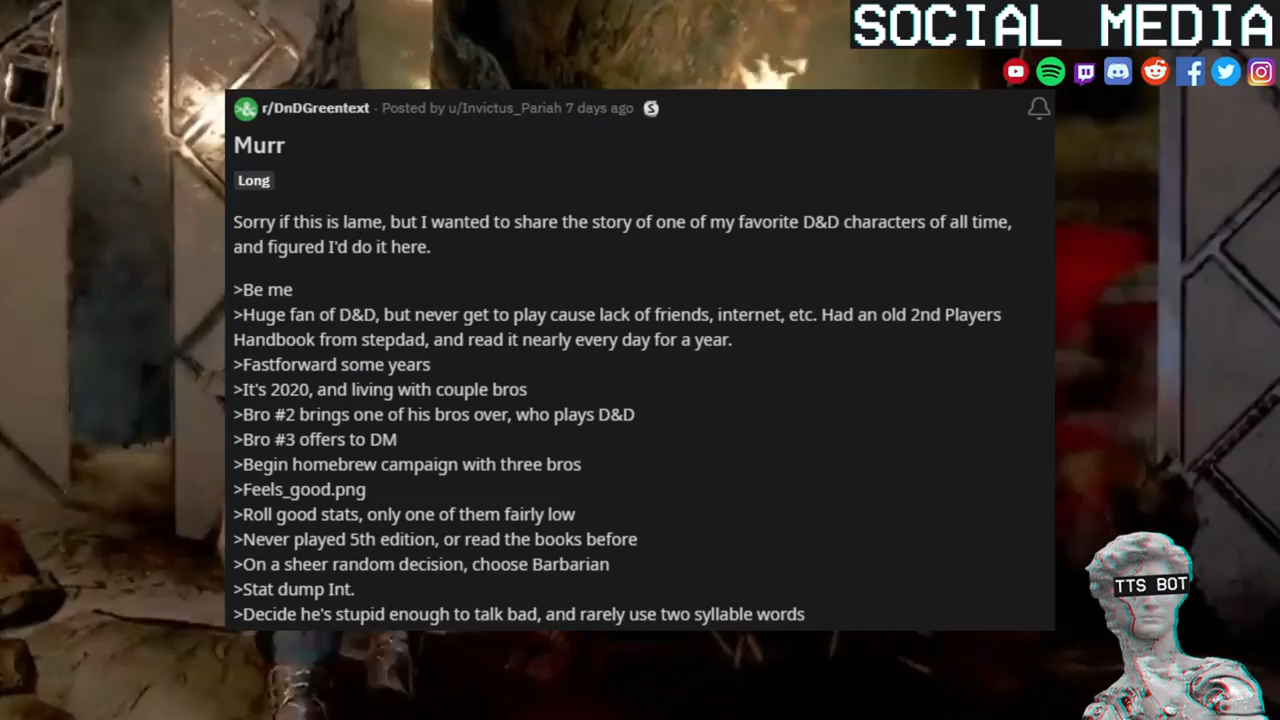 SOCIAL MEDIA
r/DnDGreentext · Posted by u/Invictus_Pariah 7 days ago
Murr
Long
Sorry if this is lame, but I wanted to share the story of one of my favorite D&D characters of all time,
and figured I'd do it here.
>Be me
>Huge fan of D&D, but never get to play cause lack of friends, internet, etc. Had an old 2nd Players
Handbook from stepdad, and read it nearly every day for a year.
>Fastforward some years
>It's 2020, and living with couple bros
>Bro #2 brings one of his bros over, who plays D&D
>Bro #3 offers to DM
>Begin homebrew campaign with three bros
>Feels_good.png
>Roll good stats, only one of them fairly low
>Never played 5th edition, or read the books before
>On a sheer random decision, choose Barbarian
>Stat dump Int.
>Decide he's stupid enough to talk bad, and rarely use two syllable words
TTS BOT